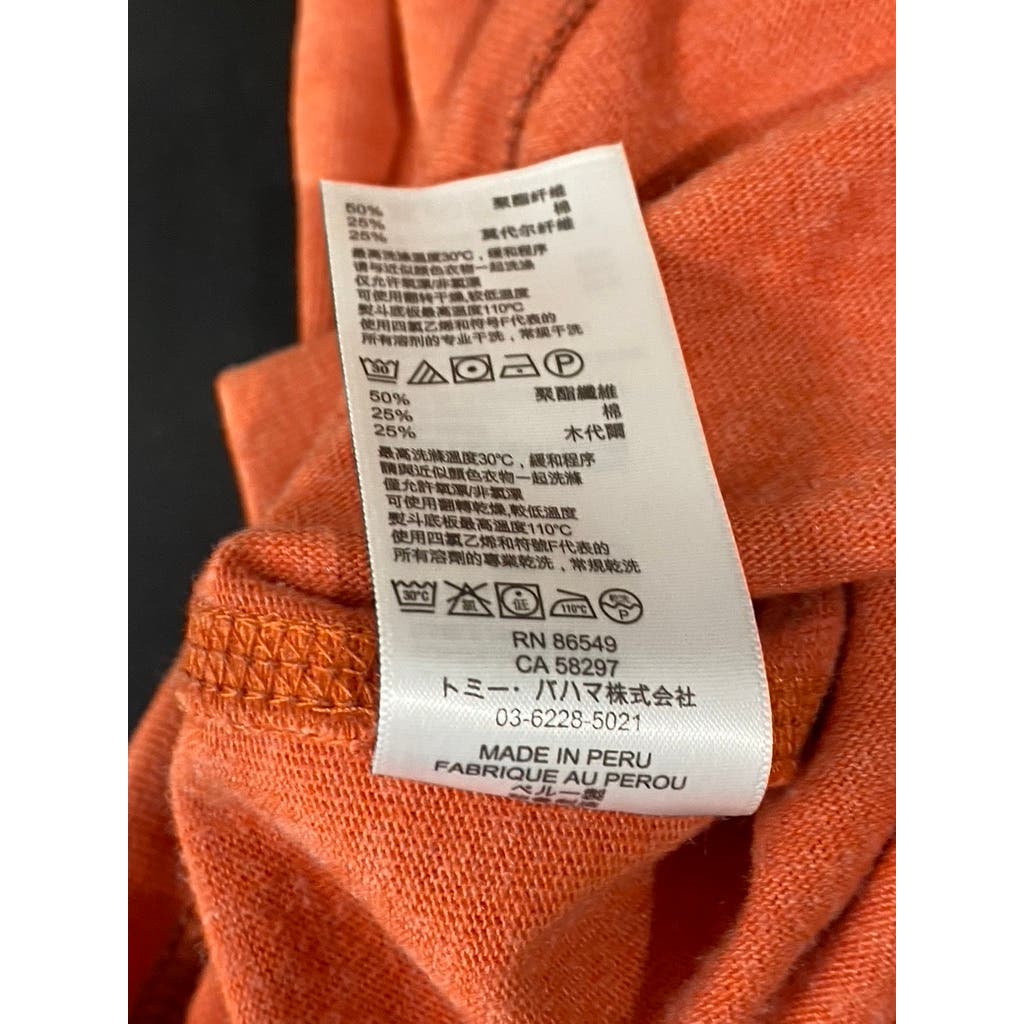 50% 聚酯纤维
25% 棉
25% 莫代尔纤维
最高洗涤温度30°C，緩和程序
请与近似颜色衣物一起洗涤
仅允许氧漂/非氯漂
可使用翻转干燥,较低温度
熨斗底板最高温度110°C
使用四氯乙烯和符号F代表的
所有溶剂的专业干洗，常规干洗
30 P
50% 聚酯纖維
25% 棉
25% 木代爾
最高洗滌溫度30°C，緩和程序
請與近似顏色衣物一起洗滌
僅允許氧漂/非氯漂
可使用翻轉乾燥,較低溫度
熨斗底板最高溫度110°C
使用四氯乙烯和符號F代表的
所有溶劑的專業乾洗，常規乾洗
30°C 氯 低 110°C 乾洗 P
RN 86549
CA 58297
トミー・バハマ株式会社
03-6228-5021
MADE IN PERU
FABRIQUE AU PEROU
ペルー製